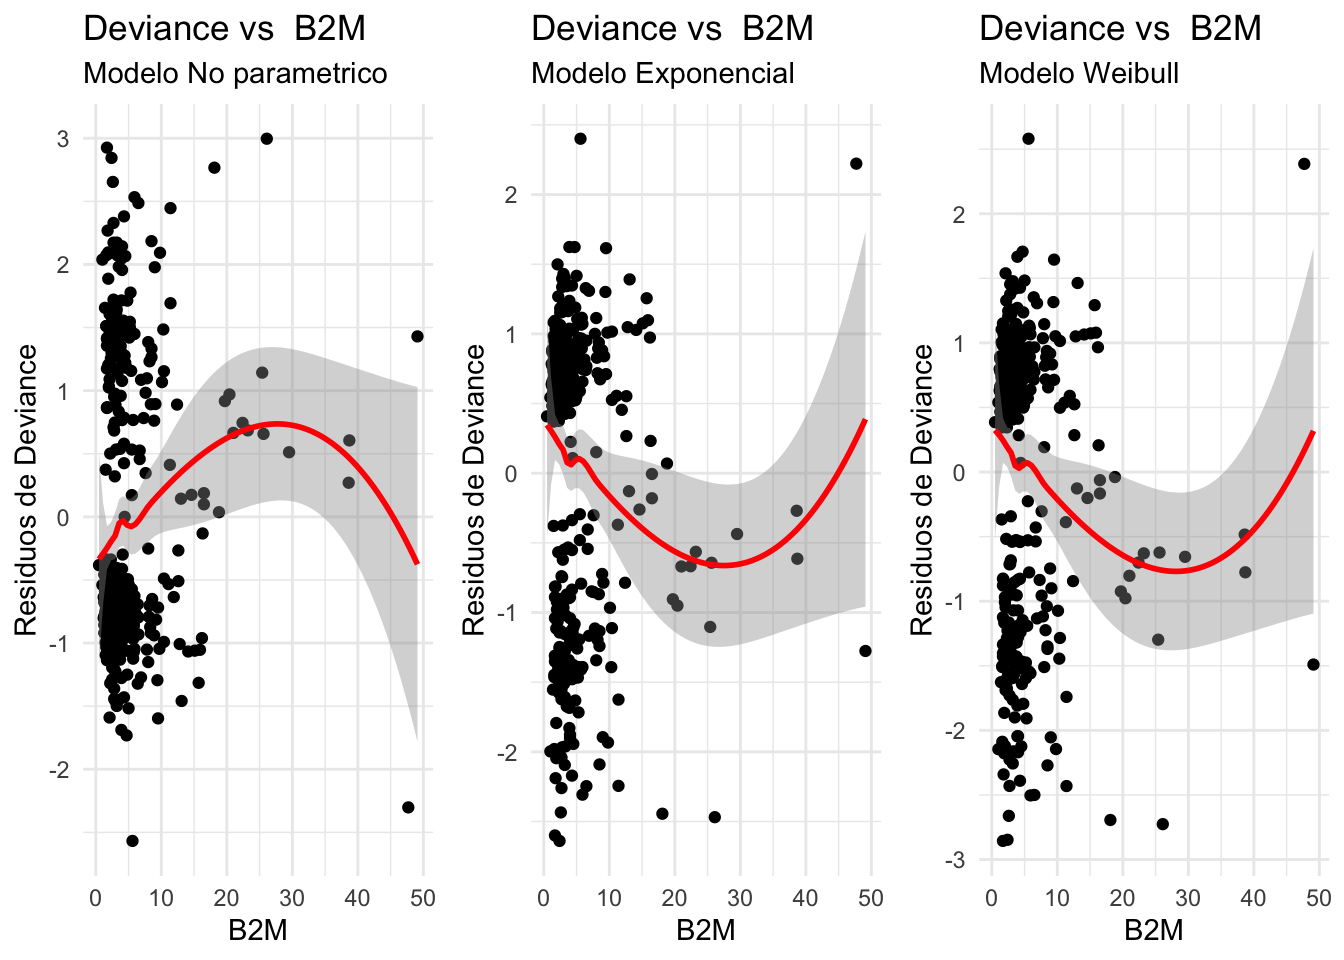 Deviance vs  B2M
Modelo No parametrico
Residuos de Deviance
3
2
1
0
-1
-2
0 10 20 30 40 50
B2M
Deviance vs  B2M
Modelo Exponencial
Residuos de Deviance
2
1
0
-1
-2
0 10 20 30 40 50
B2M
Deviance vs  B2M
Modelo Weibull
Residuos de Deviance
2
1
0
-1
-2
-3
0 10 20 30 40 50
B2M